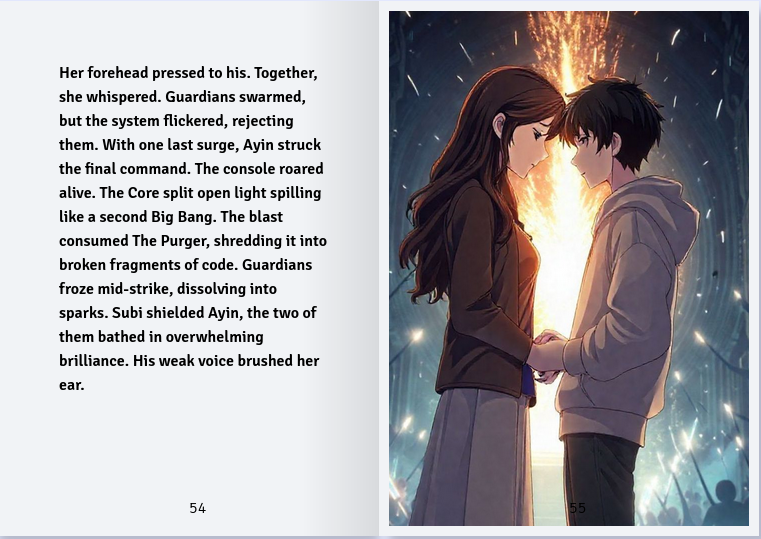 Her forehead pressed to his. Together,
she whispered. Guardians swarmed,
but the system flickered, rejecting
them. With one last surge, Ayin struck
the final command. The console roared
alive. The Core split open light spilling
like a second Big Bang. The blast
consumed The Purger, shredding it into
broken fragments of code. Guardians
froze mid-strike, dissolving into
sparks. Subi shielded Ayin, the two of
them bathed in overwhelming
brilliance. His weak voice brushed her
ear.
54
55